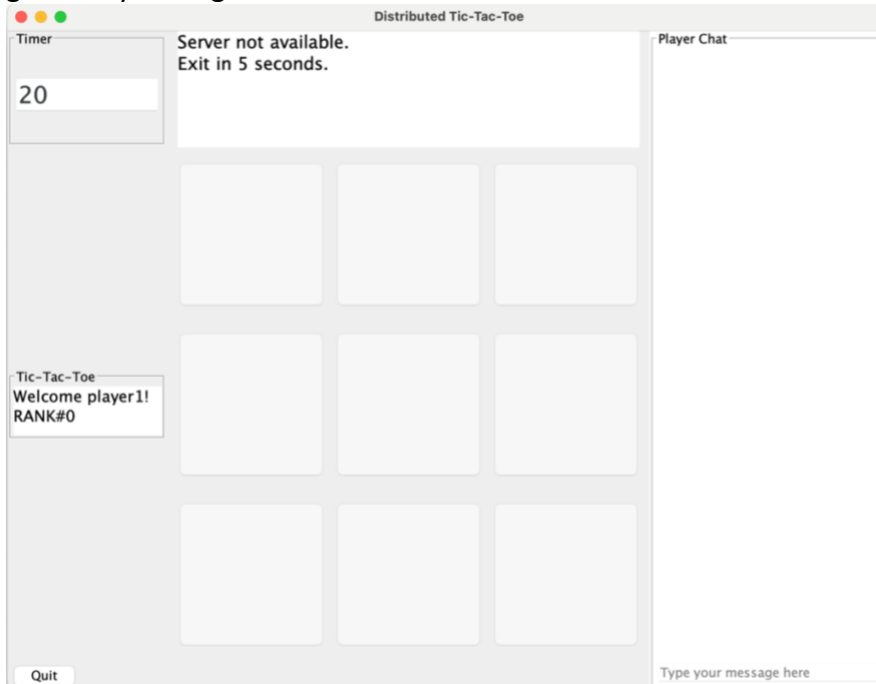 Distributed Tic-Tac-Toe
Timer
20
Server not available.
Exit in 5 seconds.
Player Chat
Tic-Tac-Toe
Welcome player1!
RANK#0
Quit
Type your message here